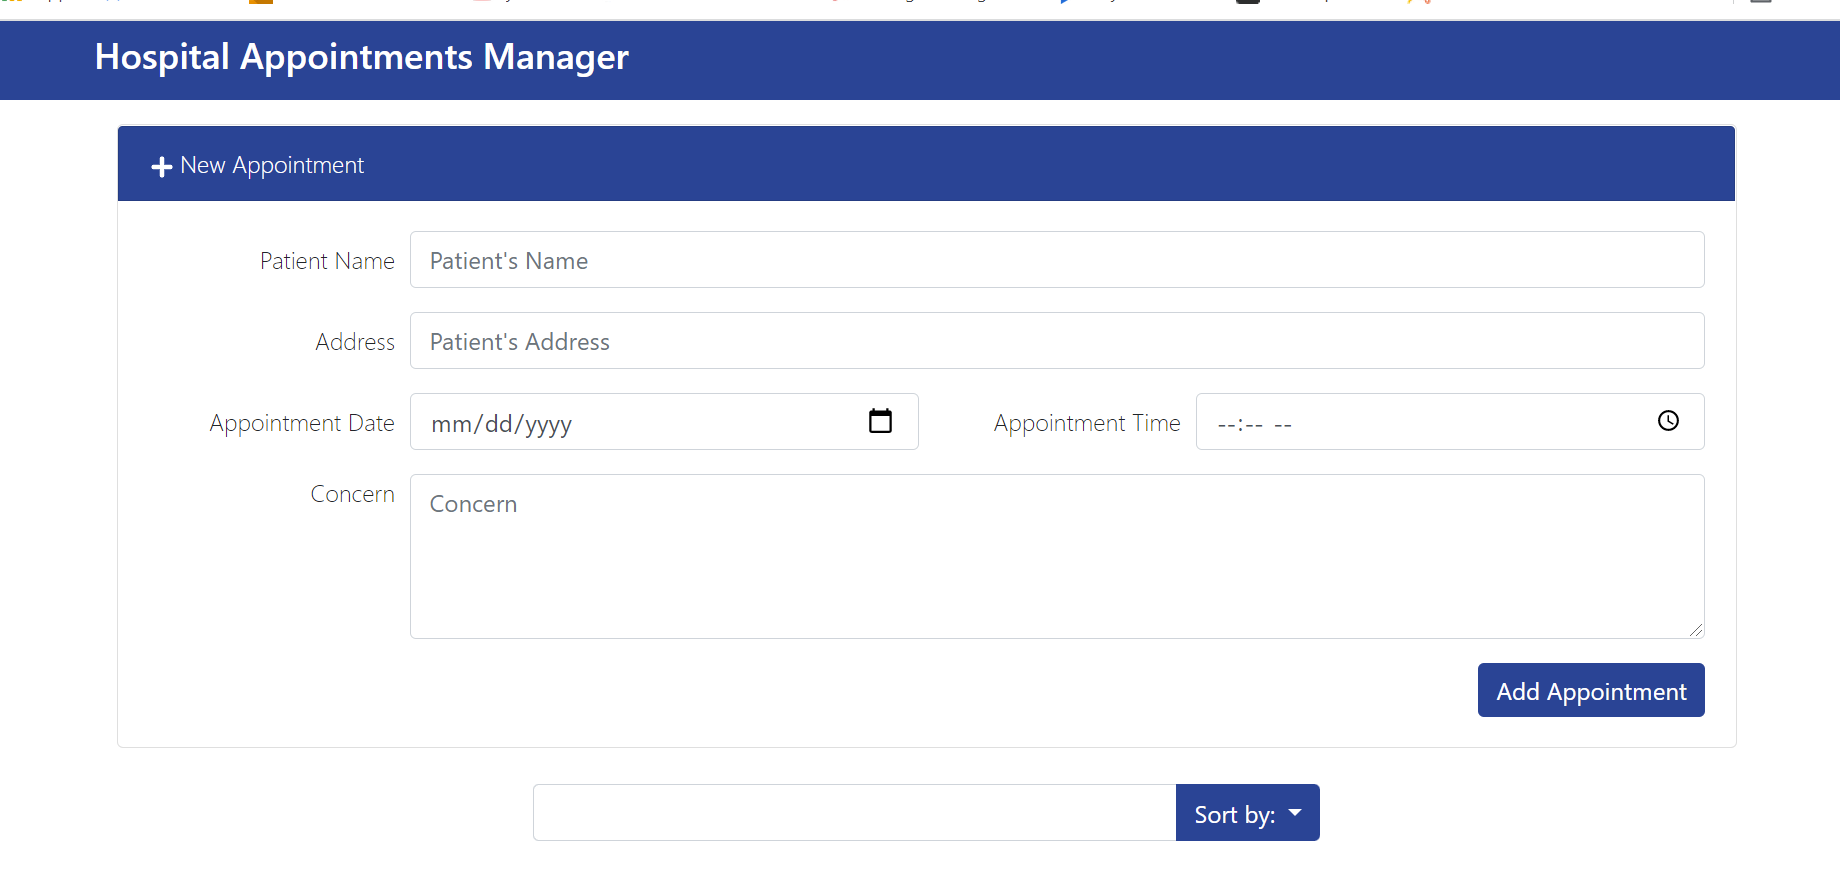 Hospital Appointments Manager
New Appointment
Patient Name Patient's Name
Address Patient's Address
Appointment Date mm/dd/yyyy Appointment Time --:-- --
Concern Concern
Add Appointment
Sort by: